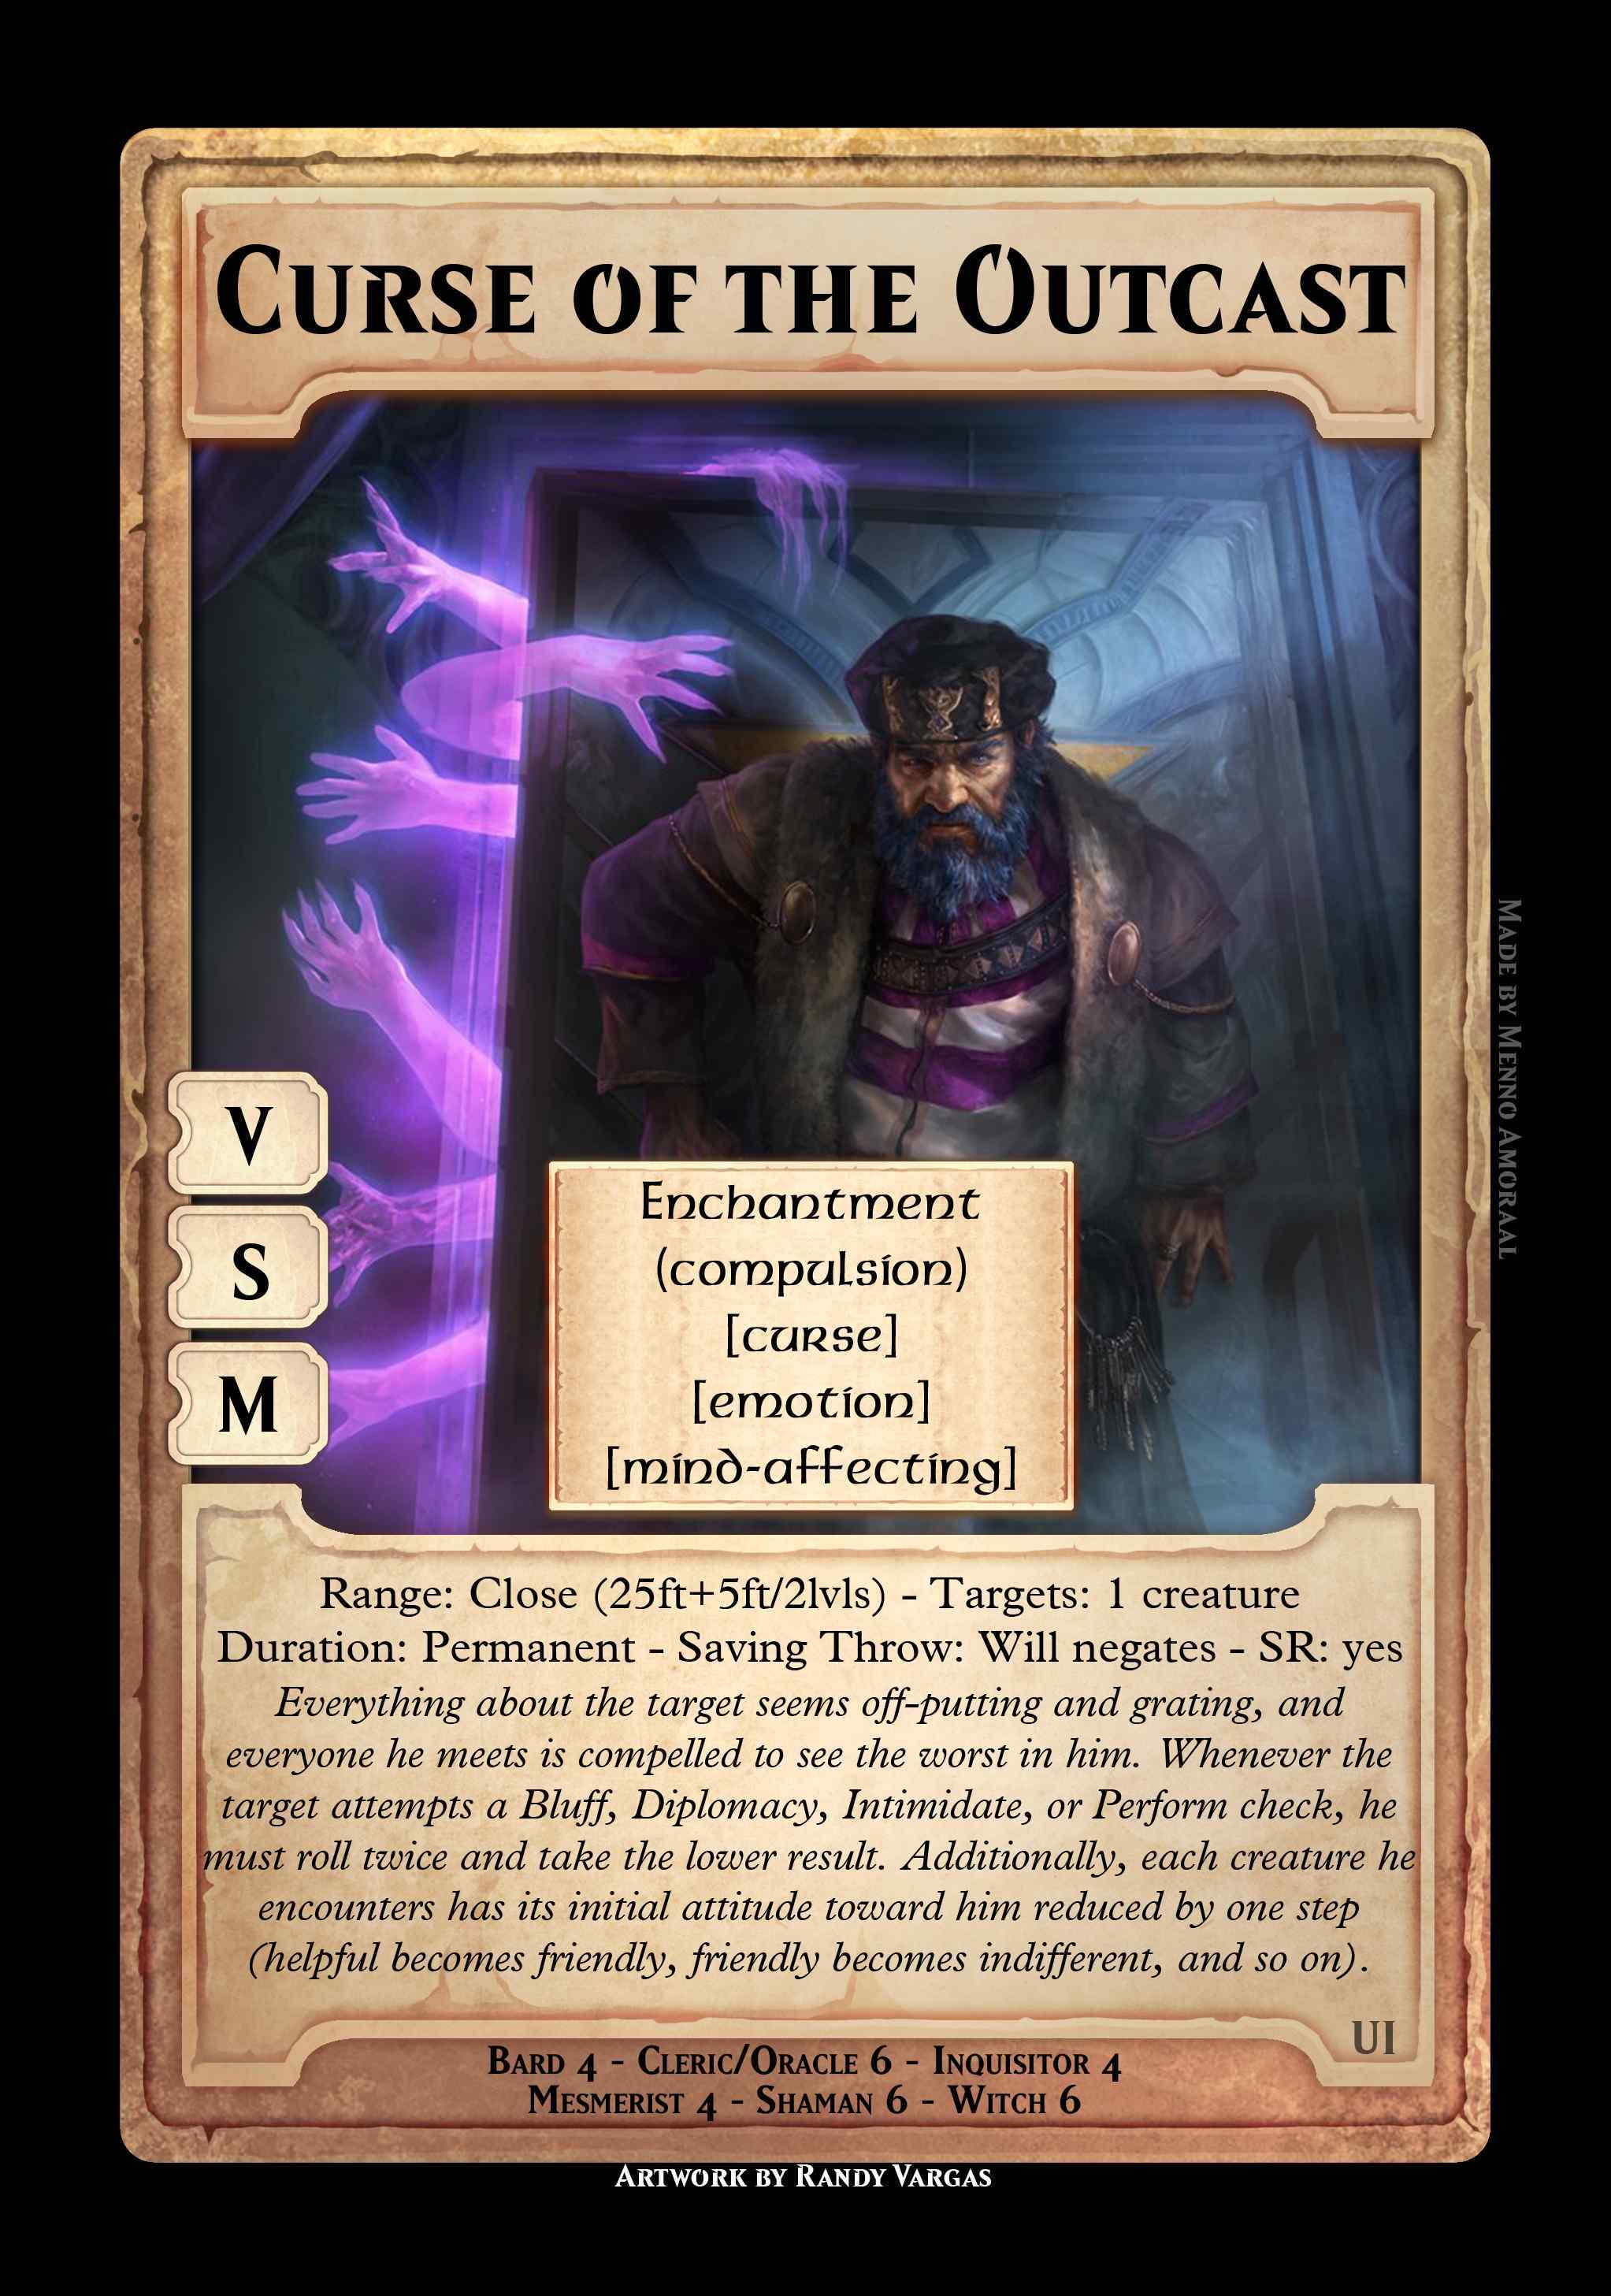 Curse of the Outcast
V
S
M
Enchantment
(compulsion)
[curse]
[emotion]
[mind-affecting]
Range: Close (25ft+5ft/2lvls) - Targets: 1 creature
Duration: Permanent - Saving Throw: Will negates - SR: yes
Everything about the target seems off-putting and grating, and
everyone he meets is compelled to see the worst in him. Whenever the
target attempts a Bluff, Diplomacy, Intimidate, or Perform check, he
must roll twice and take the lower result. Additionally, each creature he
encounters has its initial attitude toward him reduced by one step
(helpful becomes friendly, friendly becomes indifferent, and so on).
UI
Bard 4 - Cleric/Oracle 6 - Inquisitor 4
Mesmerist 4 - Shaman 6 - Witch 6
Artwork by Randy Vargas
Made by Menno Amoraal